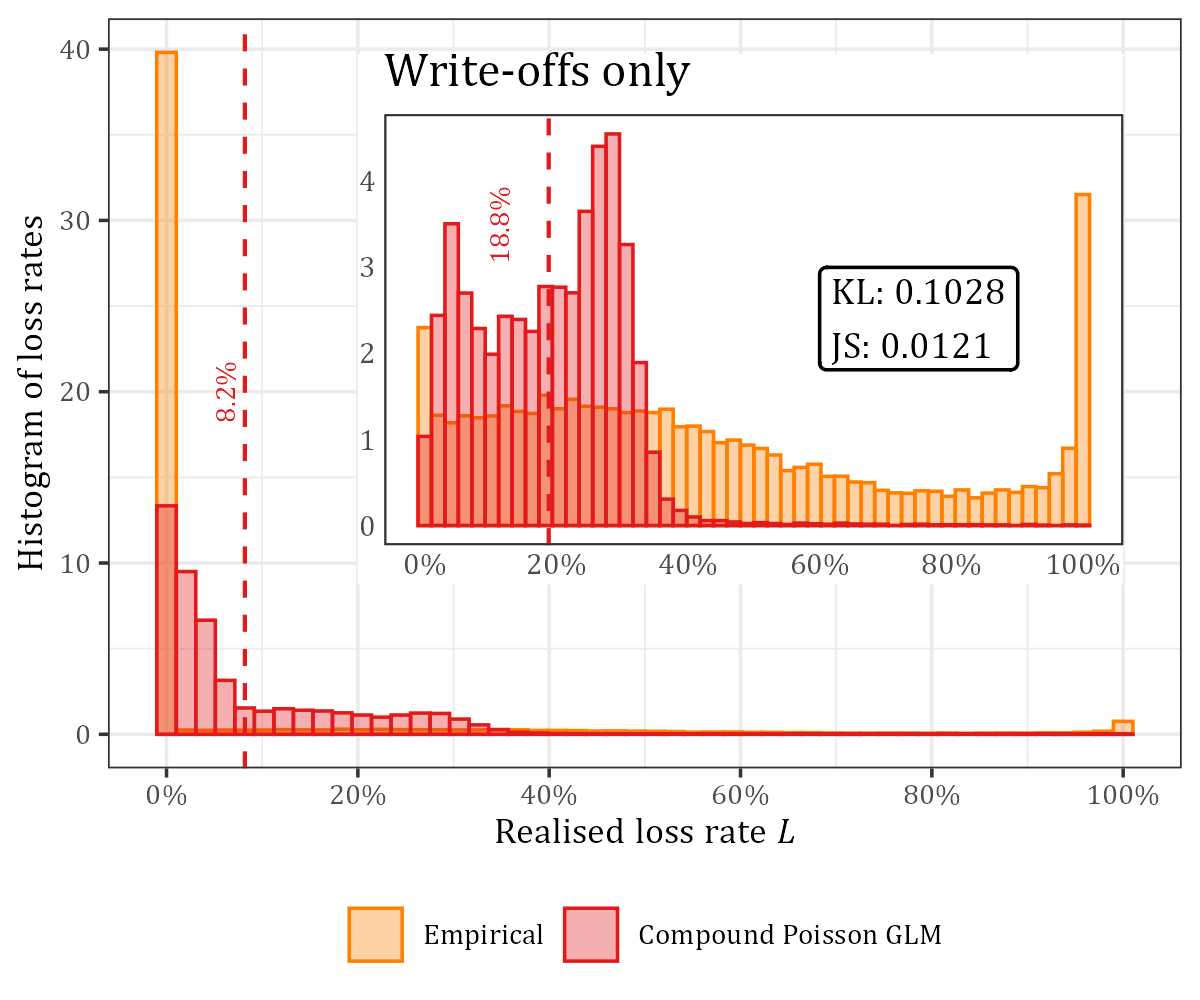 Histogram of loss rates
40
30
20
10
0
8.2%
Write-offs only
4
3
2
1
0
18.8%
KL: 0.1028
JS: 0.0121
0% 20% 40% 60% 80% 100%
0% 20% 40% 60% 80% 100%
Realised loss rate L
Empirical Compound Poisson GLM